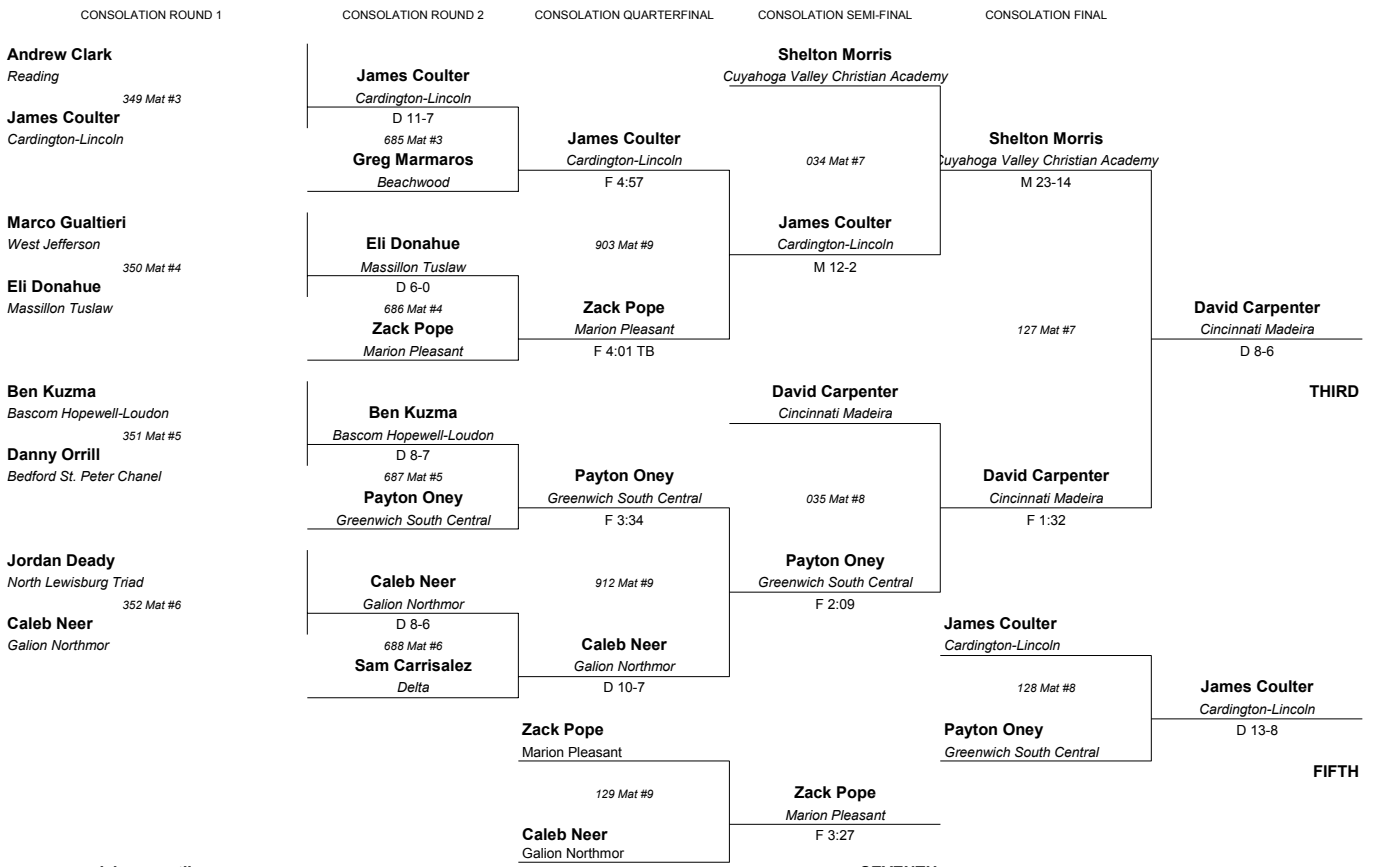 CONSOLATION ROUND 1
CONSOLATION ROUND 2
CONSOLATION QUARTERFINAL
CONSOLATION SEMI-FINAL
CONSOLATION FINAL
Andrew Clark
Reading
349 Mat #3
James Coulter
Cardington-Lincoln
Marco Gualtieri
West Jefferson
350 Mat #4
Eli Donahue
Massillon Tuslaw
Ben Kuzma
Bascom Hopewell-Loudon
351 Mat #5
Danny Orrill
Bedford St. Peter Chanel
Jordan Deady
North Lewisburg Triad
352 Mat #6
Caleb Neer
Galion Northmor
James Coulter
Cardington-Lincoln
D 11-7
685 Mat #3
Greg Marmaros
Beachwood
Eli Donahue
Massillon Tuslaw
D 6-0
686 Mat #4
Zack Pope
Marion Pleasant
Ben Kuzma
Bascom Hopewell-Loudon
D 8-7
687 Mat #5
Payton Oney
Greenwich South Central
Caleb Neer
Galion Northmor
D 8-6
688 Mat #6
Sam Carrisalez
Delta
James Coulter
Cardington-Lincoln
F 4:57
903 Mat #9
Zack Pope
Marion Pleasant
F 4:01 TB
Payton Oney
Greenwich South Central
F 3:34
912 Mat #9
Caleb Neer
Galion Northmor
D 10-7
Zack Pope
Marion Pleasant
129 Mat #9
Caleb Neer
Galion Northmor
Shelton Morris
Cuyahoga Valley Christian Academy
034 Mat #7
James Coulter
Cardington-Lincoln
M 12-2
David Carpenter
Cincinnati Madeira
035 Mat #8
Payton Oney
Greenwich South Central
F 2:09
Zack Pope
Marion Pleasant
F 3:27
Shelton Morris
Cuyahoga Valley Christian Academy
M 23-14
127 Mat #7
David Carpenter
Cincinnati Madeira
F 1:32
James Coulter
Cardington-Lincoln
128 Mat #8
Payton Oney
Greenwich South Central
David Carpenter
Cincinnati Madeira
D 8-6
THIRD
James Coulter
Cardington-Lincoln
D 13-8
FIFTH